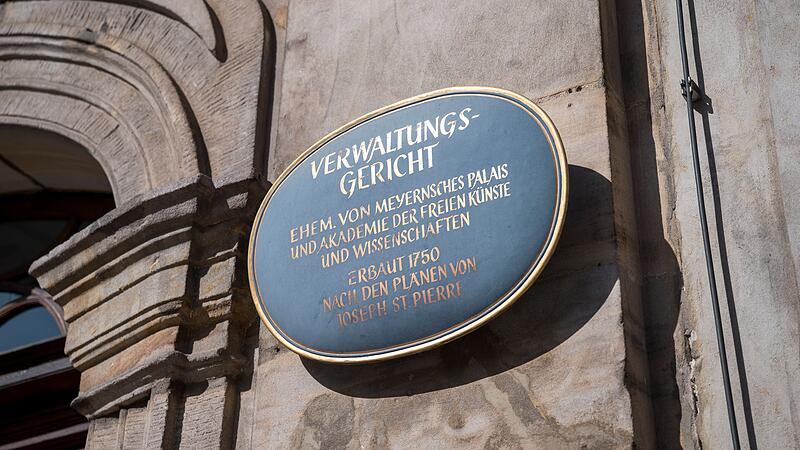 VERWALTUNGS-
GERICHT
EHEM. VON MEYERNSCHES PALAIS
UND AKADEMIE DER FREIEN KÜNSTE
UND WISSENSCHAFTEN
ERBAUT 1750
NACH DEN PLÄNEN VON
JOSEPH ST. PIERRE